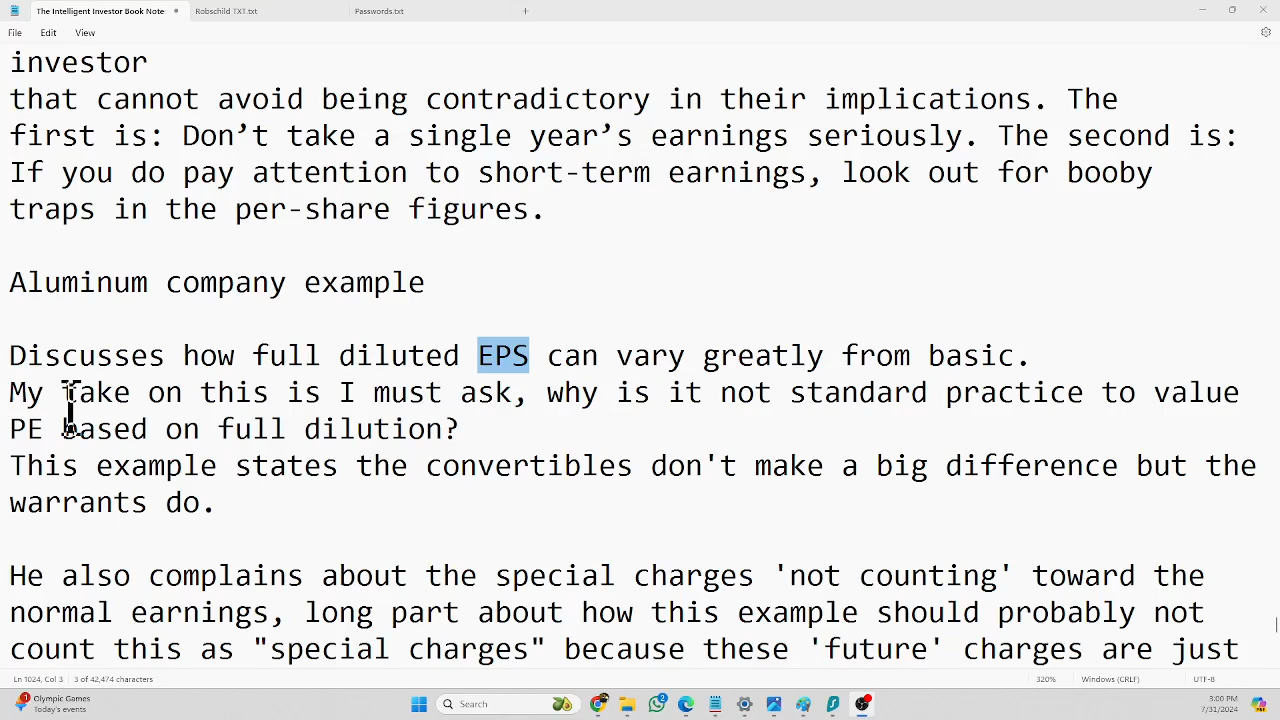 The Intelligent Investor Book Note:
Robschild TXT.txt
Passwords.txt
File
Edit
View
investor
that cannot avoid being contradictory in their implications. The
first is: Don’t take a single year’s earnings seriously. The second is:
If you do pay attention to short-term earnings, look out for booby
traps in the per-share figures.
Aluminum company example
Discusses how full diluted EPS can vary greatly from basic.
My take on this is I must ask, why is it not standard practice to value
PE based on full dilution?
This example states the convertibles don't make a big difference but the
warrants do.
He also complains about the special charges 'not counting' toward the
normal earnings, long part about how this example should probably not
count this as "special charges" because these 'future' charges are just
Ln 1024, Col 3
3 of 42,474 characters
320%
Windows (CRLF)
UTF-8
1
Olympic Games
Today's events
Search
2
3:00 PM
7/31/2024